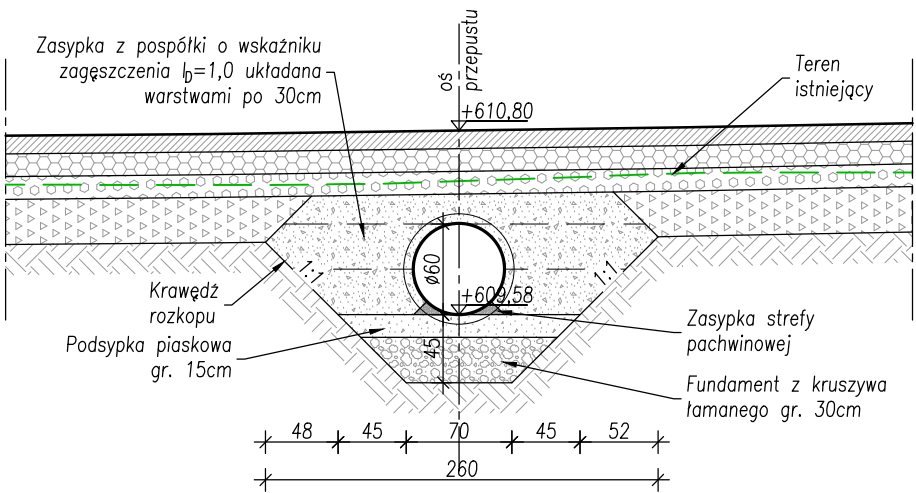 Zasypka z pospółki o wskaźniku
zagęszczenia ID=1,0 układana
warstwami po 30cm
oś
przepustu
+610,80
Teren
istniejący
1:1
ø60
1:1
+609,58
Krawędź
rozkopu
Podsypka piaskowa
gr. 15cm
45
Zasypka strefy
pachwinowej
Fundament z kruszywa
łamanego gr. 30cm
48 45 70 45 52
260